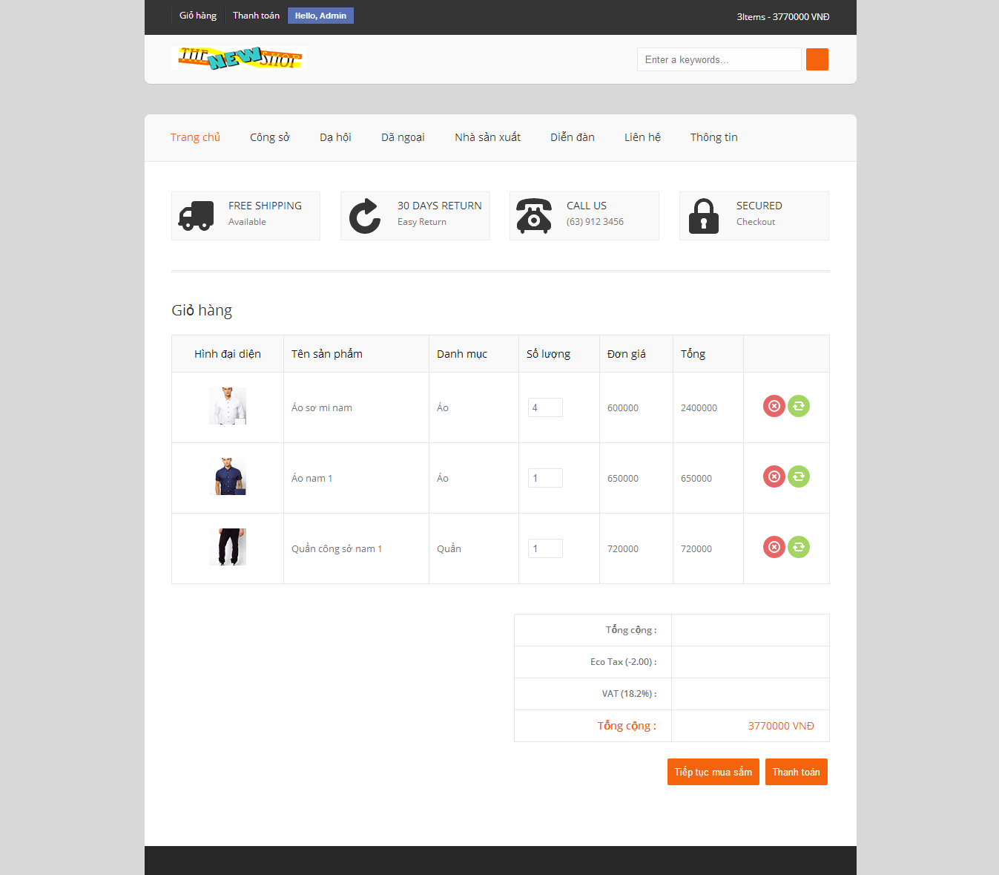 Giỏ hàng Thanh toán Hello, Admin 3Items - 3770000 VNĐ
THE NEW SHOP Enter a keywords...
Trang chủ Công sở Dạ hội Dã ngoại Nhà sản xuất Diễn đàn Liên hệ Thông tin
FREE SHIPPING 30 DAYS RETURN CALL US SECURED
Available Easy Return (63) 912 3456 Checkout
Giỏ hàng
Hình đại diện Tên sản phẩm Danh mục Số lượng Đơn giá Tổng
Áo sơ mi nam Áo 4 600000 2400000
Áo nam 1 Áo 1 650000 650000
Quần công sở nam 1 Quần 1 720000 720000
Tổng cộng :
Eco Tax (-2.00) :
VAT (18.2%) :
Tổng cộng : 3770000 VNĐ
Tiếp tục mua sắm Thanh toán